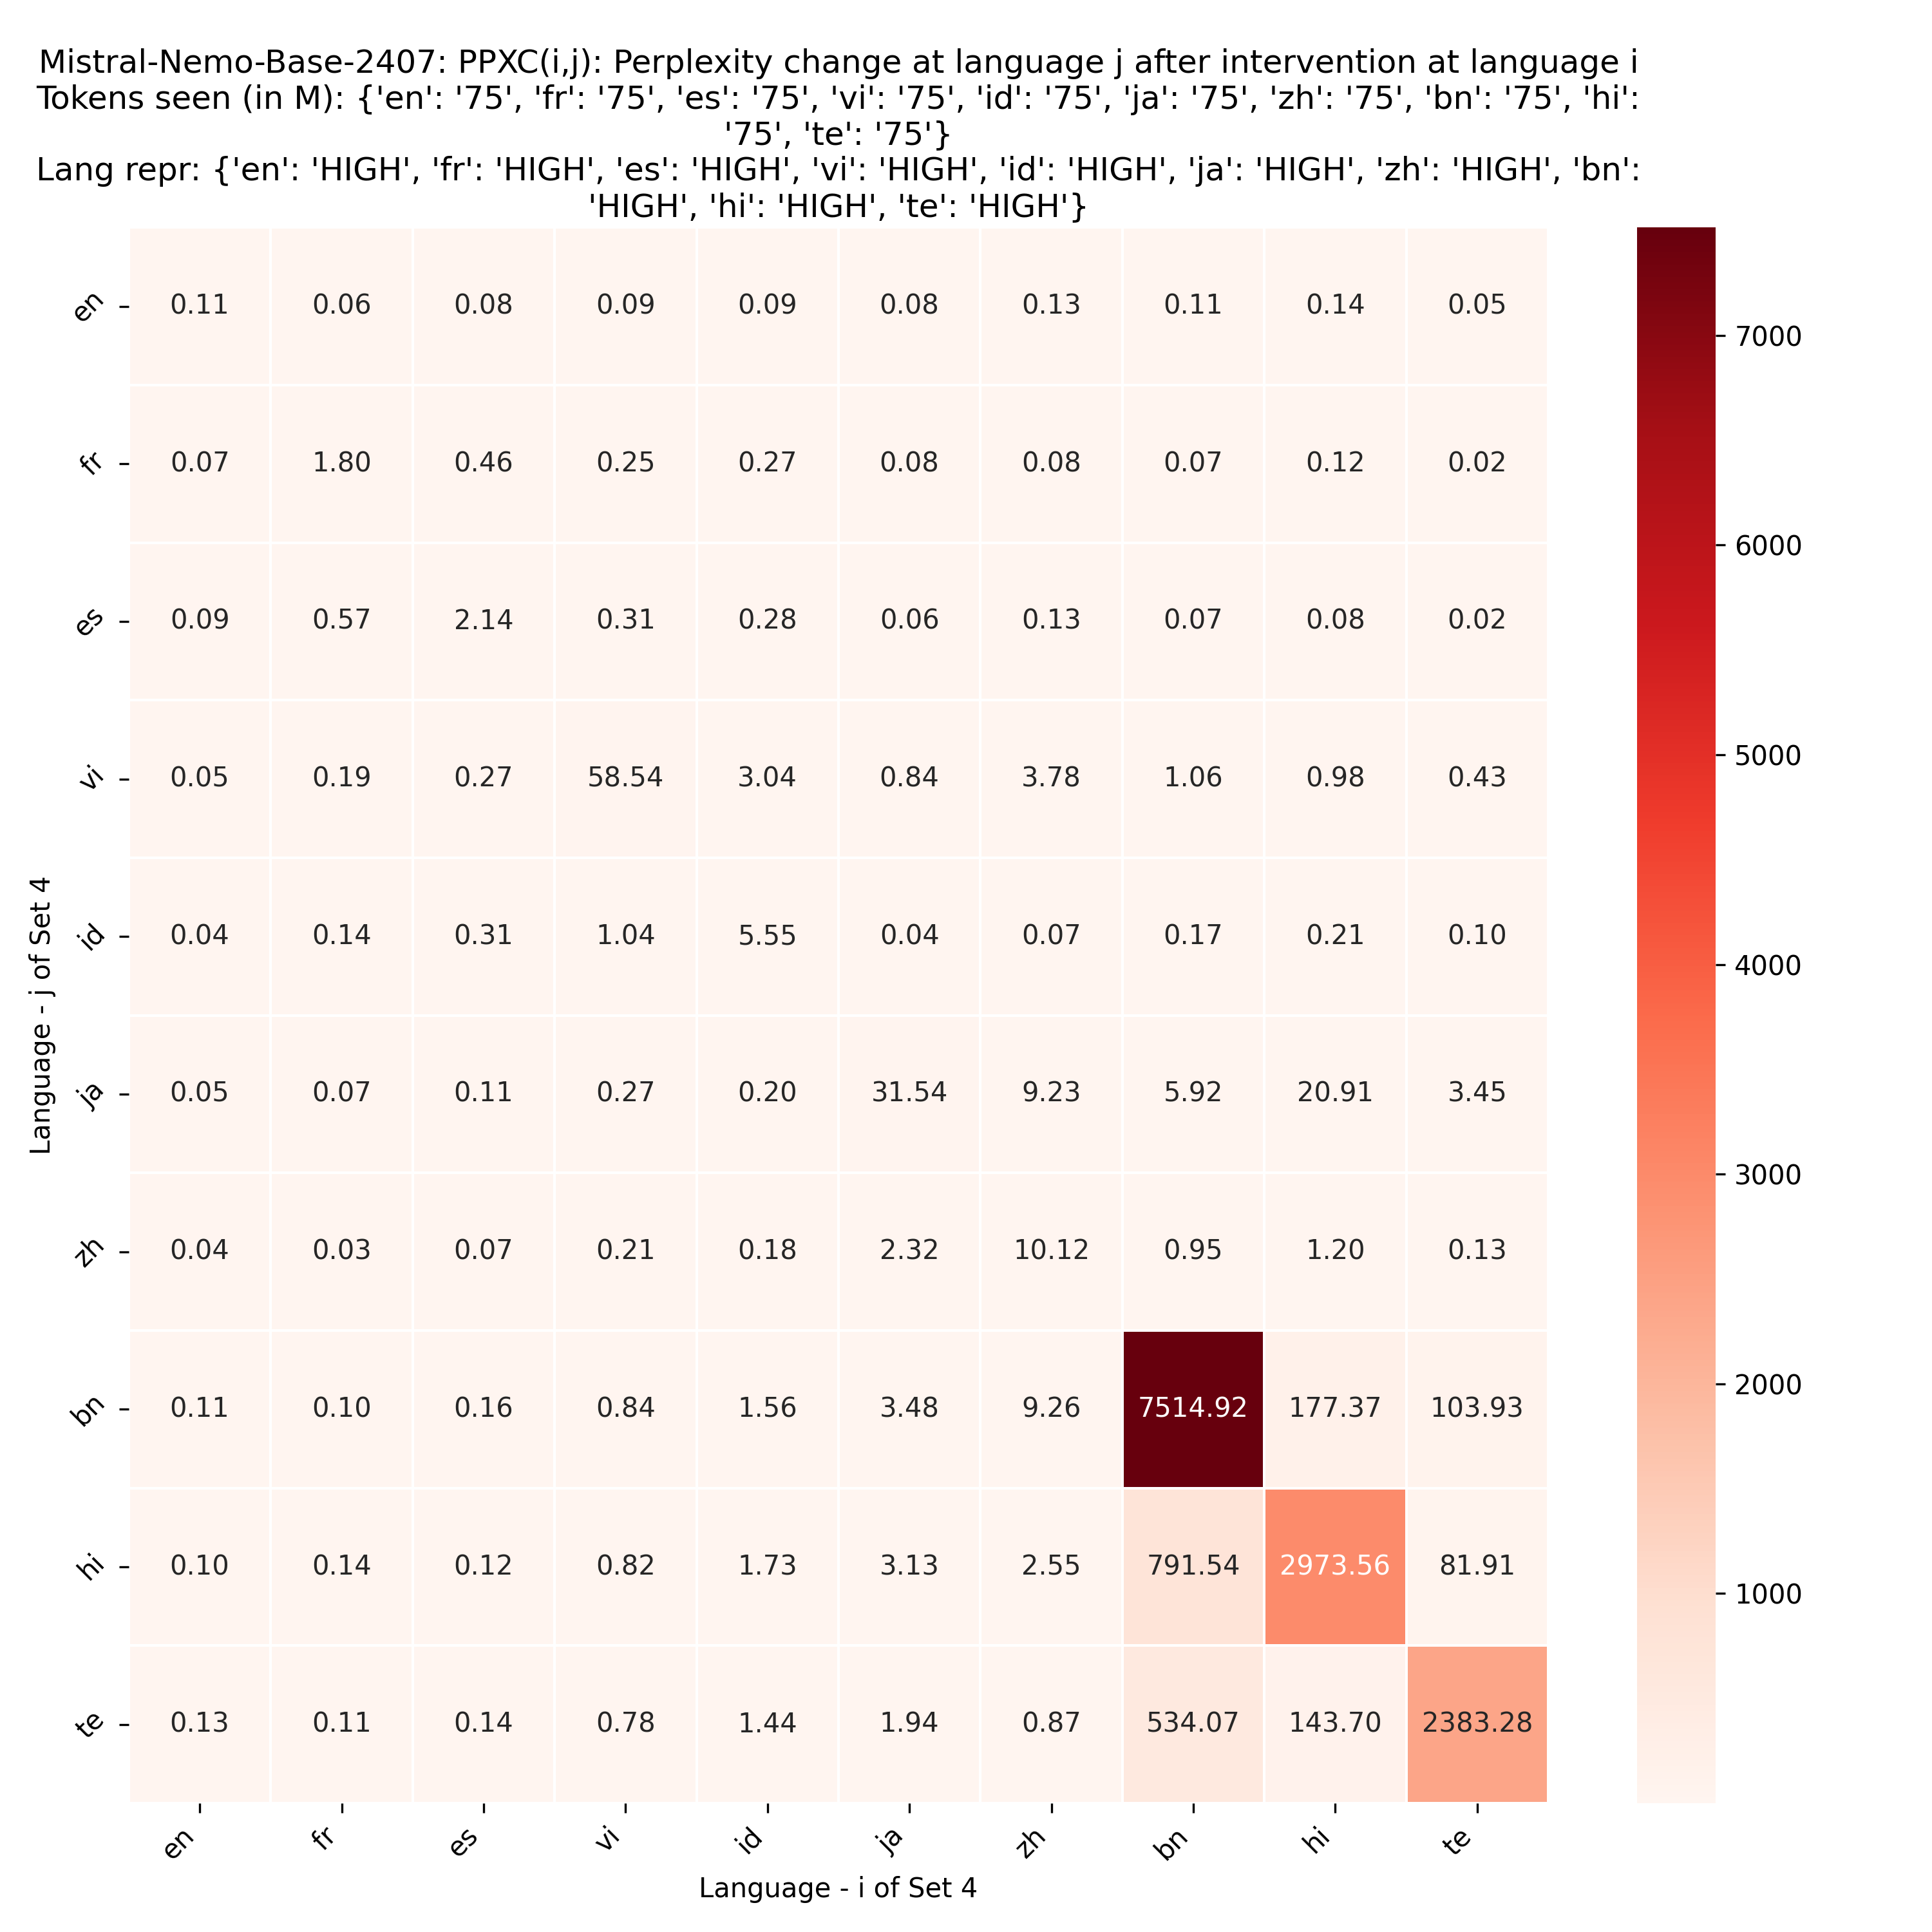 Mistral-Nemo-Base-2407: PPXC(i,j): Perplexity change at language j after intervention at language i
Tokens seen (in M): {'en': '75', 'fr': '75', 'es': '75', 'vi': '75', 'id': '75', 'ja': '75', 'zh': '75', 'bn': '75', 'hi':
'75', 'te': '75'}
Lang repr: {'en': 'HIGH', 'fr': 'HIGH', 'es': 'HIGH', 'vi': 'HIGH', 'id': 'HIGH', 'ja': 'HIGH', 'zh': 'HIGH', 'bn':
'HIGH', 'hi': 'HIGH', 'te': 'HIGH'}
Language - j of Set 4
en 0.11 0.06 0.08 0.09 0.09 0.08 0.13 0.11 0.14 0.05
fr 0.07 1.80 0.46 0.25 0.27 0.08 0.08 0.07 0.12 0.02
es 0.09 0.57 2.14 0.31 0.28 0.06 0.13 0.07 0.08 0.02
vi 0.05 0.19 0.27 58.54 3.04 0.84 3.78 1.06 0.98 0.43
id 0.04 0.14 0.31 1.04 5.55 0.04 0.07 0.17 0.21 0.10
ja 0.05 0.07 0.11 0.27 0.20 31.54 9.23 5.92 20.91 3.45
zh 0.04 0.03 0.07 0.21 0.18 2.32 10.12 0.95 1.20 0.13
bn 0.11 0.10 0.16 0.84 1.56 3.48 9.26 7514.92 177.37 103.93
hi 0.10 0.14 0.12 0.82 1.73 3.13 2.55 791.54 2973.56 81.91
te 0.13 0.11 0.14 0.78 1.44 1.94 0.87 534.07 143.70 2383.28
en fr es vi id ja zh bn hi te
Language - i of Set 4
7000
6000
5000
4000
3000
2000
1000